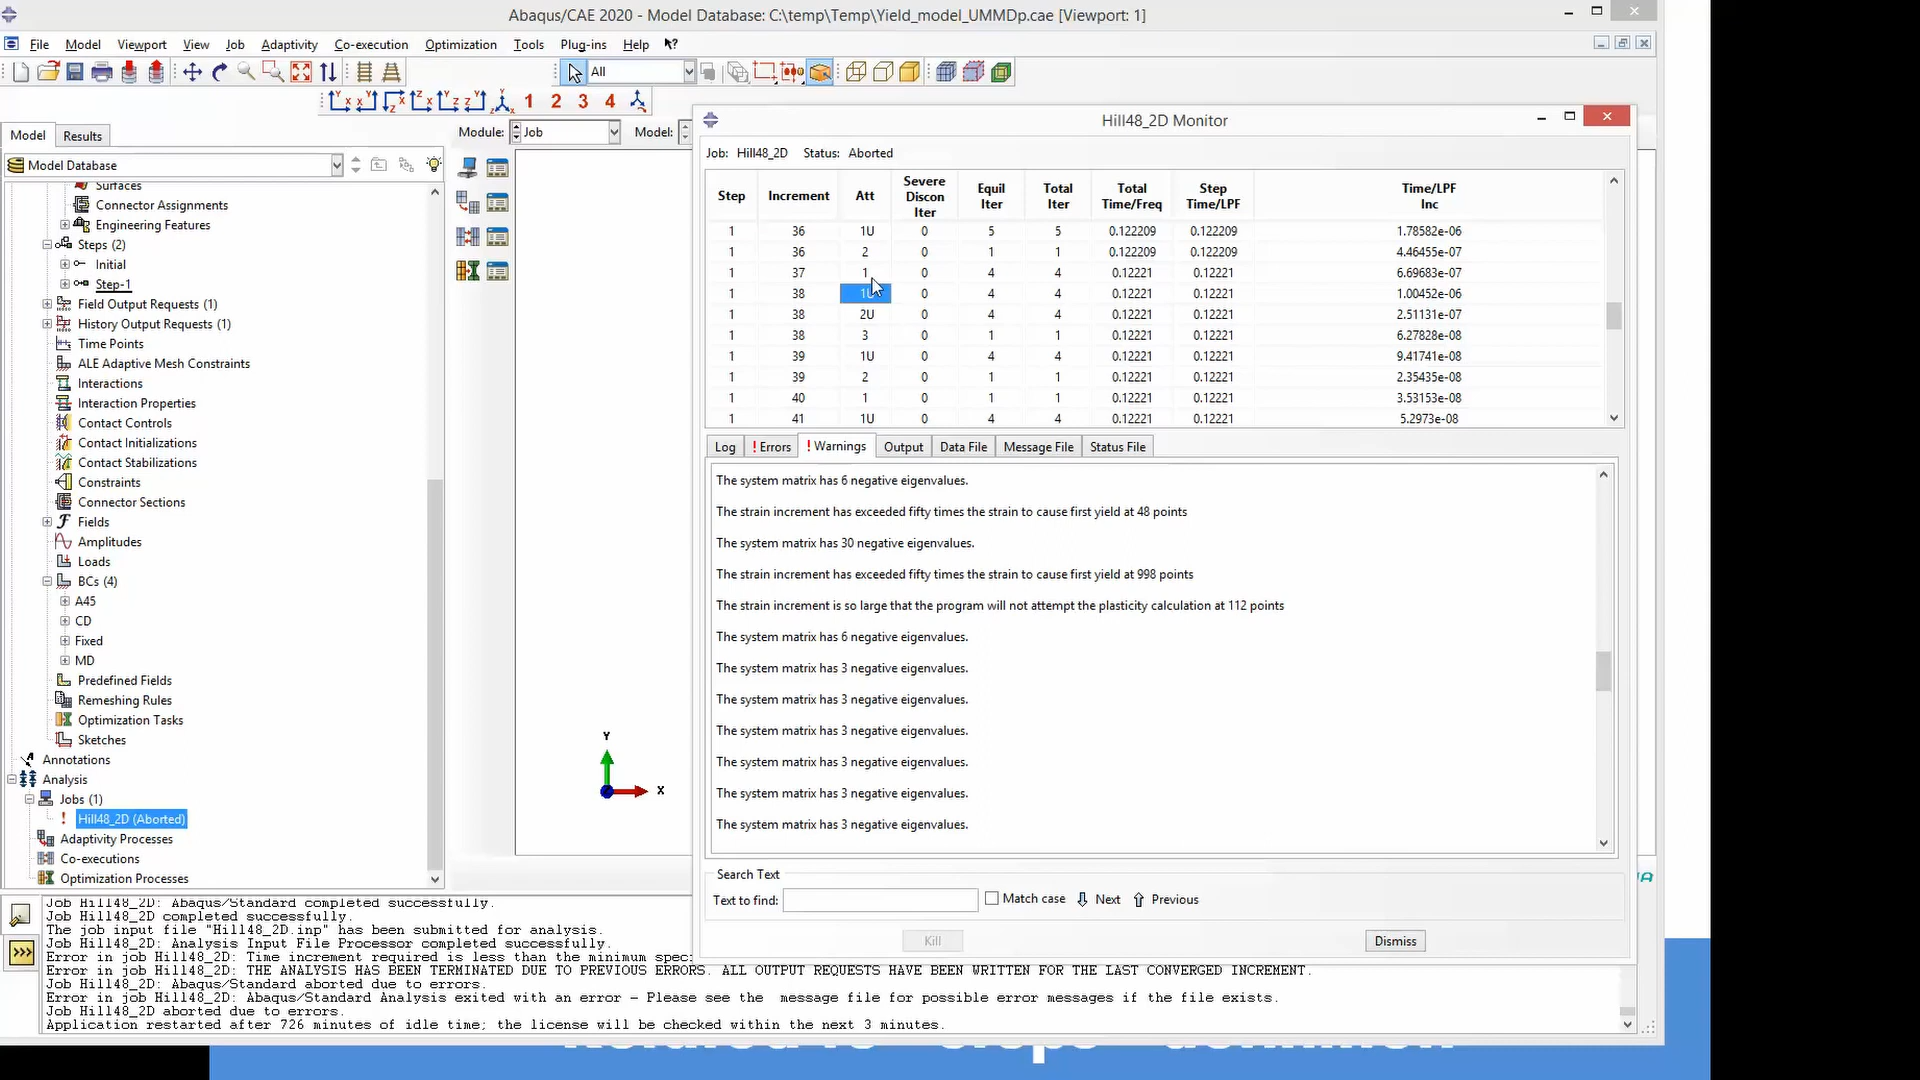 Abaqus/CAE 2020 - Model Database: C:\temp\Temp\Yield_model_UMMDp.cae [Viewport: 1]
File Model Viewport View Job Adaptivity Co-execution Optimization Tools Plug-ins Help
All
1 2 3 4
Model Results
Module: Job Model:
Model Database
Surfaces
Connector Assignments
Engineering Features
Steps (2)
Initial
Step-1
Field Output Requests (1)
History Output Requests (1)
Time Points
ALE Adaptive Mesh Constraints
Interactions
Interaction Properties
Contact Controls
Contact Initializations
Contact Stabilizations
Constraints
Connector Sections
Fields
Amplitudes
Loads
BCs (4)
A45
CD
Fixed
MD
Predefined Fields
Remeshing Rules
Optimization Tasks
Sketches
Annotations
Analysis
Jobs (1)
Hill48_2D (Aborted)
Adaptivity Processes
Co-executions
Optimization Processes
Y
X
Hill48_2D Monitor
Job: Hill48_2D Status: Aborted
Step Increment Att Severe Discon Iter Equil Iter Total Iter Total Time/Freq Step Time/LPF Time/LPF Inc
1 36 1U 0 5 5 0.122209 0.122209 1.78582e-06
1 36 2 0 1 1 0.122209 0.122209 4.46455e-07
1 37 1 0 4 4 0.12221 0.12221 6.69683e-07
1 38 1U 0 4 4 0.12221 0.12221 1.00452e-06
1 38 2U 0 4 4 0.12221 0.12221 2.51131e-07
1 38 3 0 1 1 0.12221 0.12221 6.27828e-08
1 39 1U 0 4 4 0.12221 0.12221 9.41741e-08
1 39 2 0 1 1 0.12221 0.12221 2.35435e-08
1 40 1 0 1 1 0.12221 0.12221 3.53153e-08
1 41 1U 0 4 4 0.12221 0.12221 5.2973e-08
Log ! Errors ! Warnings Output Data File Message File Status File
The system matrix has 6 negative eigenvalues.
The strain increment has exceeded fifty times the strain to cause first yield at 48 points
The system matrix has 30 negative eigenvalues.
The strain increment has exceeded fifty times the strain to cause first yield at 998 points
The strain increment is so large that the program will not attempt the plasticity calculation at 112 points
The system matrix has 6 negative eigenvalues.
The system matrix has 3 negative eigenvalues.
The system matrix has 3 negative eigenvalues.
The system matrix has 3 negative eigenvalues.
The system matrix has 3 negative eigenvalues.
The system matrix has 3 negative eigenvalues.
The system matrix has 3 negative eigenvalues.
Search Text
Text to find: Match case Next Previous
Kill Dismiss
Job Hill48_2D: Abaqus/Standard completed successfully.
Job Hill48_2D completed successfully.
The job input file "Hill48_2D.inp" has been submitted for analysis.
Job Hill48_2D: Analysis Input File Processor completed successfully.
Error in job Hill48_2D: Time increment required is less than the minimum speci
Error in job Hill48_2D: THE ANALYSIS HAS BEEN TERMINATED DUE TO PREVIOUS ERRORS. ALL OUTPUT REQUESTS HAVE BEEN WRITTEN FOR THE LAST CONVERGED INCREMENT.
Job Hill48_2D: Abaqus/Standard aborted due to errors.
Error in job Hill48_2D: Abaqus/Standard Analysis exited with an error - Please see the message file for possible error messages if the file exists.
Job Hill48_2D aborted due to errors.
Application restarted after 726 minutes of idle time; the license will be checked within the next 3 minutes.